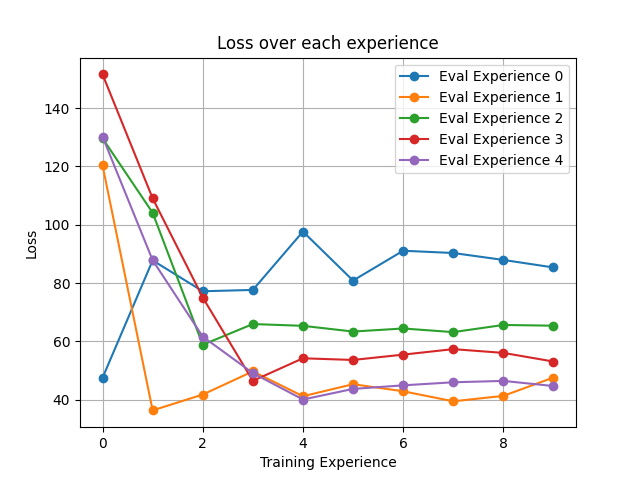 Loss over each experience
Eval Experience 0
Eval Experience 1
Eval Experience 2
Eval Experience 3
Eval Experience 4
140
120
100
80
60
40
Loss
0 2 4 6 8
Training Experience